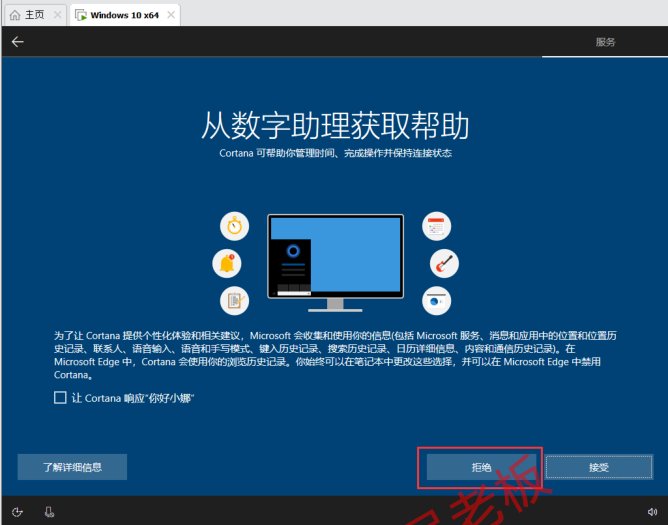 主页
Windows 10 x64
服务
从数字助理获取帮助
Cortana 可帮助你管理时间、完成操作并保持连接状态
为了让 Cortana 提供个性化体验和相关建议，Microsoft 会收集和使用你的信息(包括 Microsoft 服务、消息和应用中的位置和位置历
史记录、联系人、语音输入、语音和手写模式、键入历史记录、搜索历史记录、日历详细信息、内容和通信历史记录)。在
Microsoft Edge 中，Cortana 会使用你的浏览历史记录。你始终可以在笔记本中更改这些选择，并可以在 Microsoft Edge 中禁用
Cortana。
让 Cortana 响应"你好小娜"
了解详细信息
拒绝
接受
老板